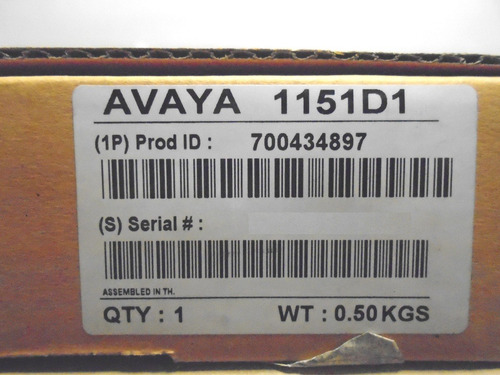 AVAYA 1151D1
(1P) Prod ID : 700434897
(S) Serial # :
ASSEMBLED IN TH.
QTY : 1 WT : 0.50 KGS